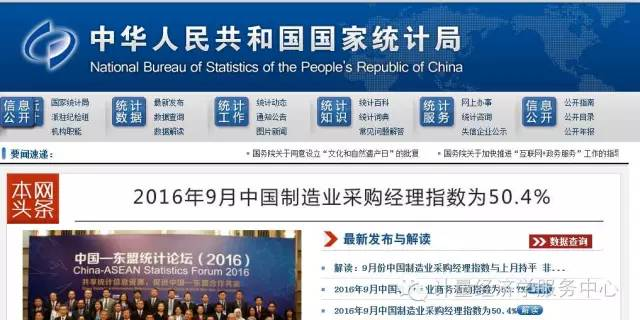 中华人民共和国国家统计局
National Bureau of Statistics of the People's Republic of China
信息公开 国家统计局 派驻纪检组 机构职能
统计数据 最新发布 数据查询 数据解读
统计工作 统计动态 通知公告 图片新闻
统计知识 统计百科 统计词典 常见问题解答
统计服务 网上办事 统计咨询 失信企业公示
信息公开 公开指南 公开目录 公开年报
要闻速递: 国务院关于同意设立“文化和自然遗产日”的批复 国务院关于加快推进“互联网+政务服务”工作的指导
本网头条 2016年9月中国制造业采购经理指数为50.4%
中国—东盟统计论坛(2016)
China-ASEAN Statistics Forum 2016
共享统计信息资源,促进中国东盟合作共赢
最新发布与解读 数据查询
解读:9月份中国制造业采购经理指数与上月持平 非...
2016年9月中国非制造业商务活动指数为
2016年9月中国制造业采购经理指数为50.4% 解读
计量经济学服务中心